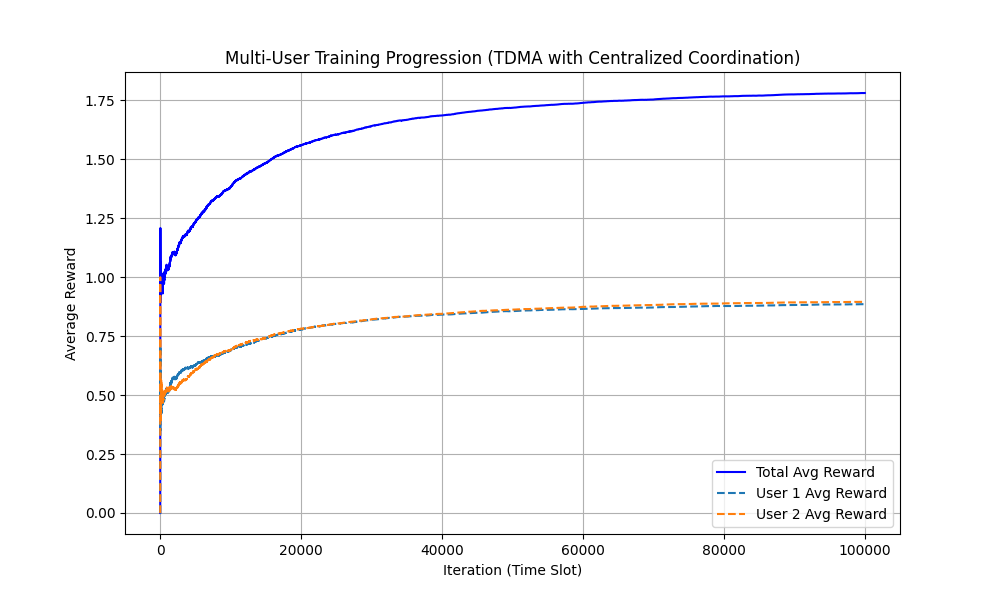 Multi-User Training Progression (TDMA with Centralized Coordination)
Average Reward
1.75
1.50
1.25
1.00
0.75
0.50
0.25
0.00
Total Avg Reward
User 1 Avg Reward
User 2 Avg Reward
0 20000 40000 60000 80000 100000
Iteration (Time Slot)